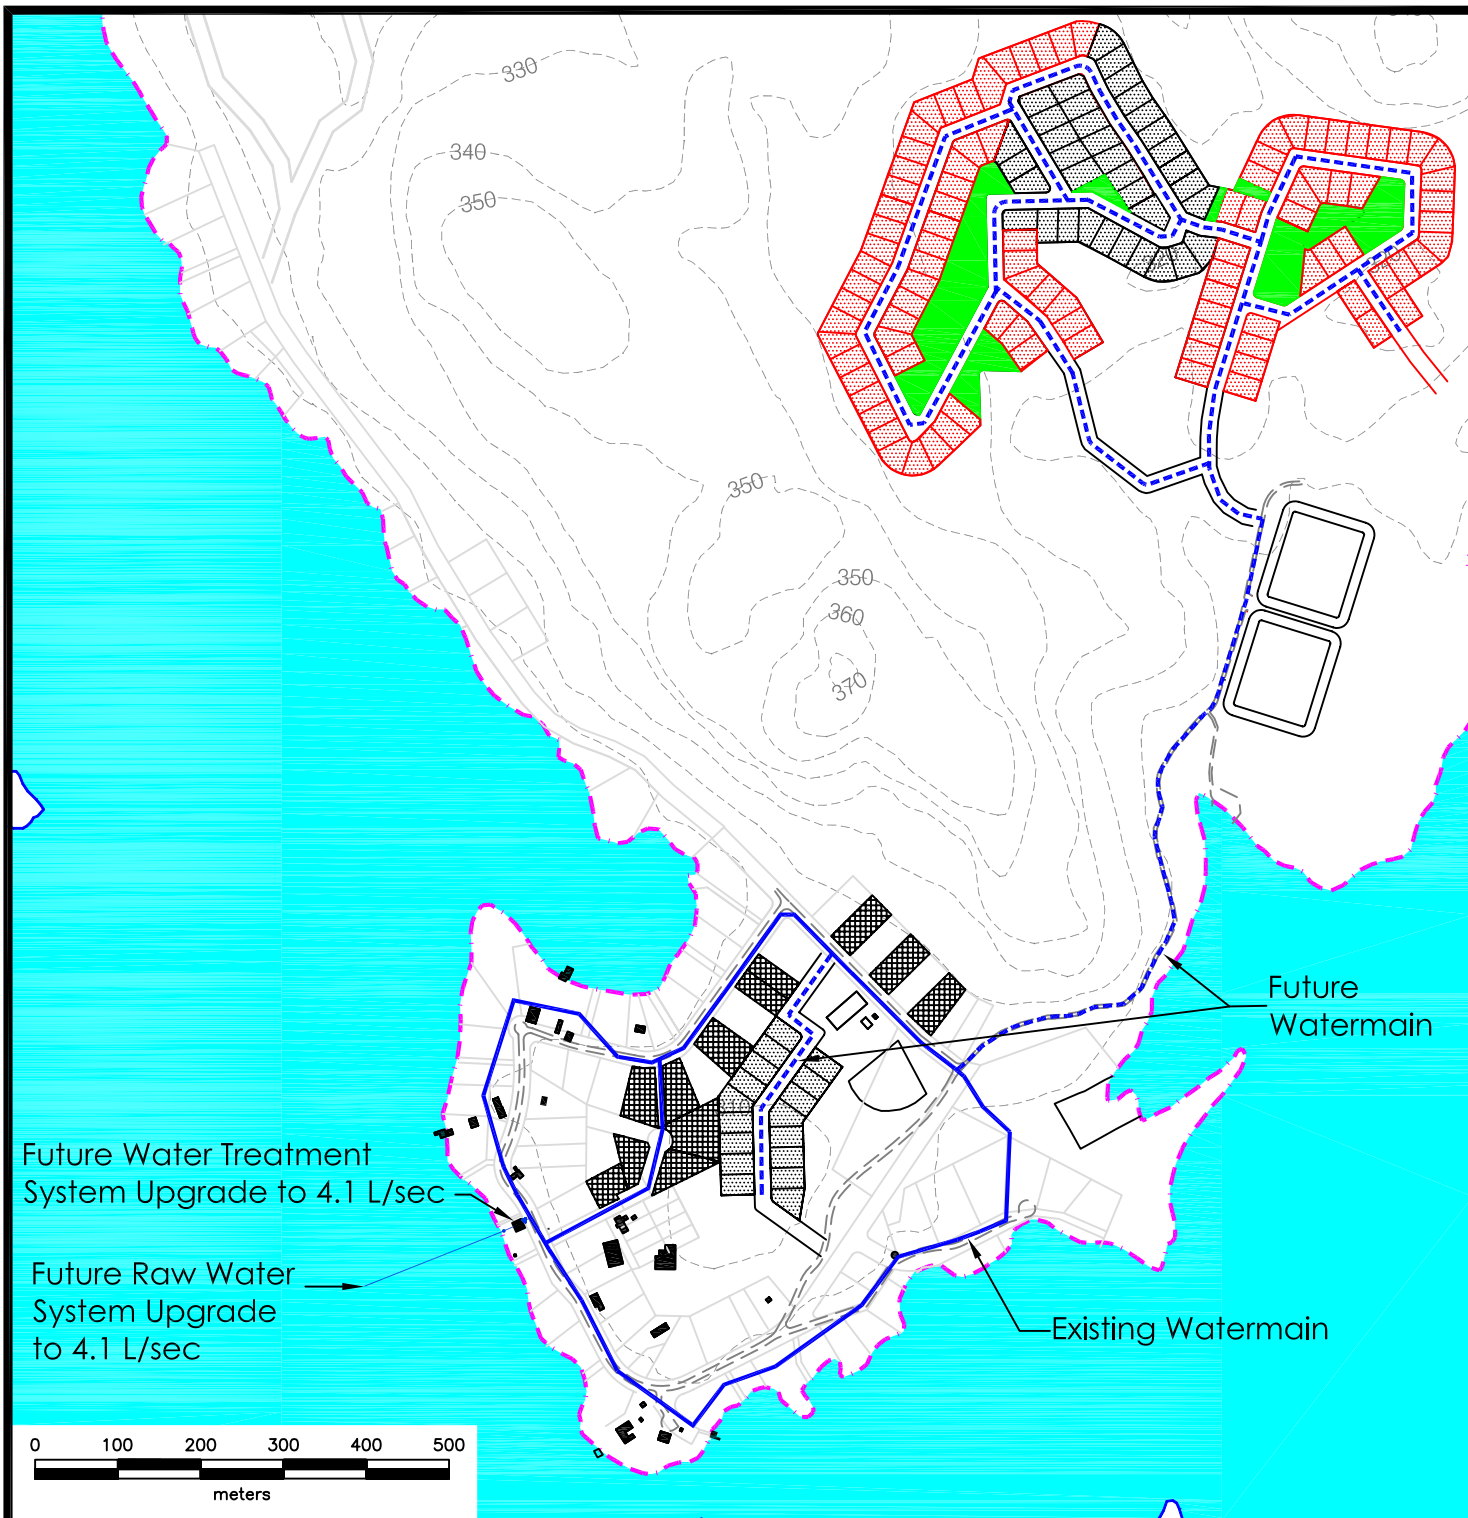 330
340
350
350
350
360
370
Future
Watermain
Future Water Treatment
System Upgrade to 4.1 L/sec
Future Raw Water
System Upgrade
to 4.1 L/sec
Existing Watermain
0 100 200 300 400 500
meters